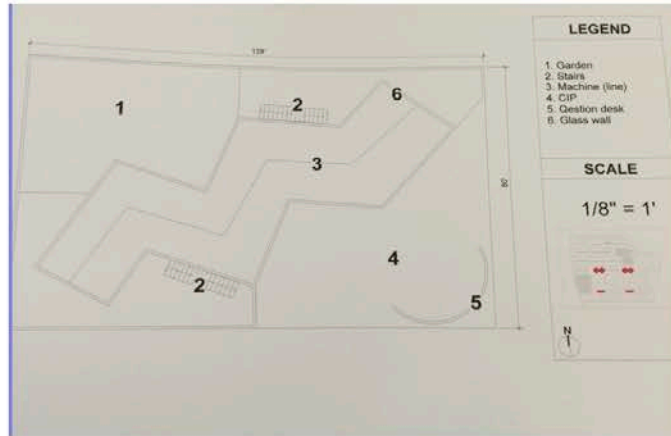 139'
1
2
6
3
80'
4
2
5
LEGEND
1. Garden
2. Stairs
3. Machine (line)
4. CIP
5. Qestion desk
6. Glass wall
SCALE
1/8" = 1'
N